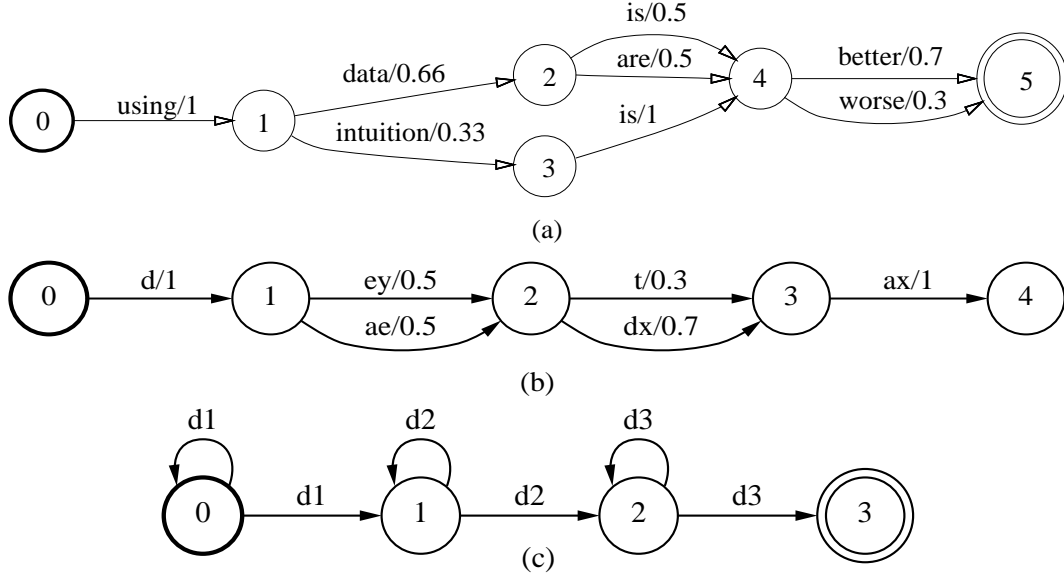 is/0.5
data/0.66 are/0.5 better/0.7
0 using/1 1 2 4 5
intuition/0.33 is/1 worse/0.3
3
(a)
0 d/1 1 ey/0.5 2 t/0.3 3 ax/1 4
ae/0.5 dx/0.7
(b)
d1 d2 d3
0 d1 1 d2 2 d3 3
(c)